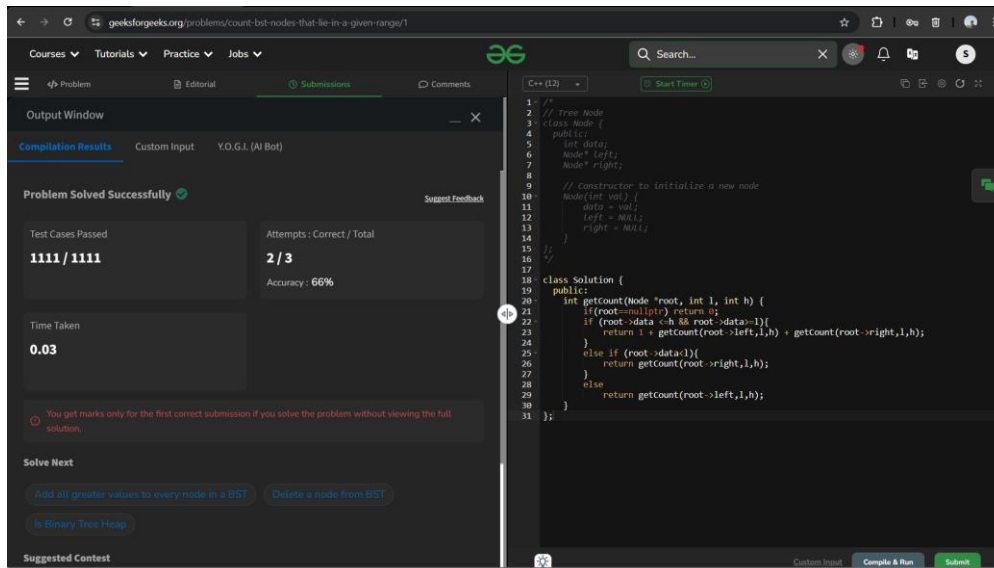 geeksforgeeks.org/problems/count-bst-nodes-that-lie-in-a-given-range/1
Courses Tutorials Practice Jobs
Search...
S
</> Problem Editorial Submissions Comments
C++ (12) Start Timer
Output Window
Compilation Results Custom Input Y.O.G.I. (AI Bot)
Problem Solved Successfully
Suggest Feedback
Test Cases Passed
1111 / 1111
Attempts : Correct / Total
2 / 3
Accuracy : 66%
Time Taken
0.03
You get marks only for the first correct submission if you solve the problem without viewing the full
solution.
Solve Next
Add all greater values to every node in a BST Delete a node from BST
Is Binary Tree Heap
Suggested Contest
1 /*
2 // Tree Node
3 class Node {
4 public:
5 int data;
6 Node* left;
7 Node* right;
8
9 // Constructor to initialize a new node
10 Node(int val) {
11 data = val;
12 left = NULL;
13 right = NULL;
14 }
15 };
16 */
17
18 class Solution {
19 public:
20 int getCount(Node *root, int l, int h) {
21 if(root==nullptr) return 0;
22 if (root->data <=h && root->data>=l){
23 return 1 + getCount(root->left,l,h) + getCount(root->right,l,h);
24 }
25 else if (root->data<l){
26 return getCount(root->right,l,h);
27 }
28 else
29 return getCount(root->left,l,h);
30 }
31 };
Custom Input Compile & Run Submit